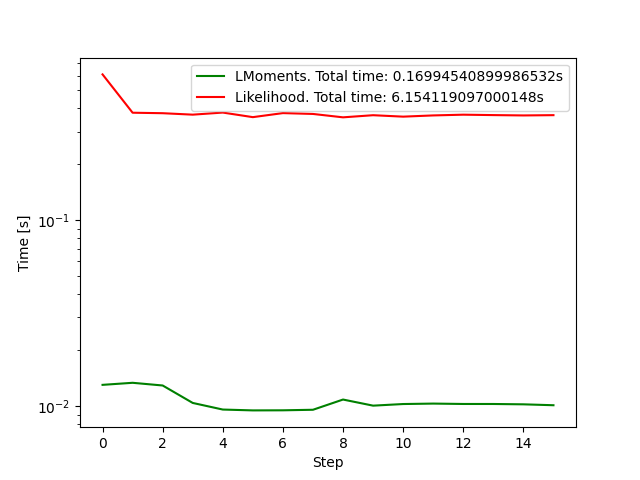 LMoments. Total time: 0.16994540899986532s
Likelihood. Total time: 6.154119097000148s
Time [s]
10⁻¹
10⁻²
0 2 4 6 8 10 12 14
Step